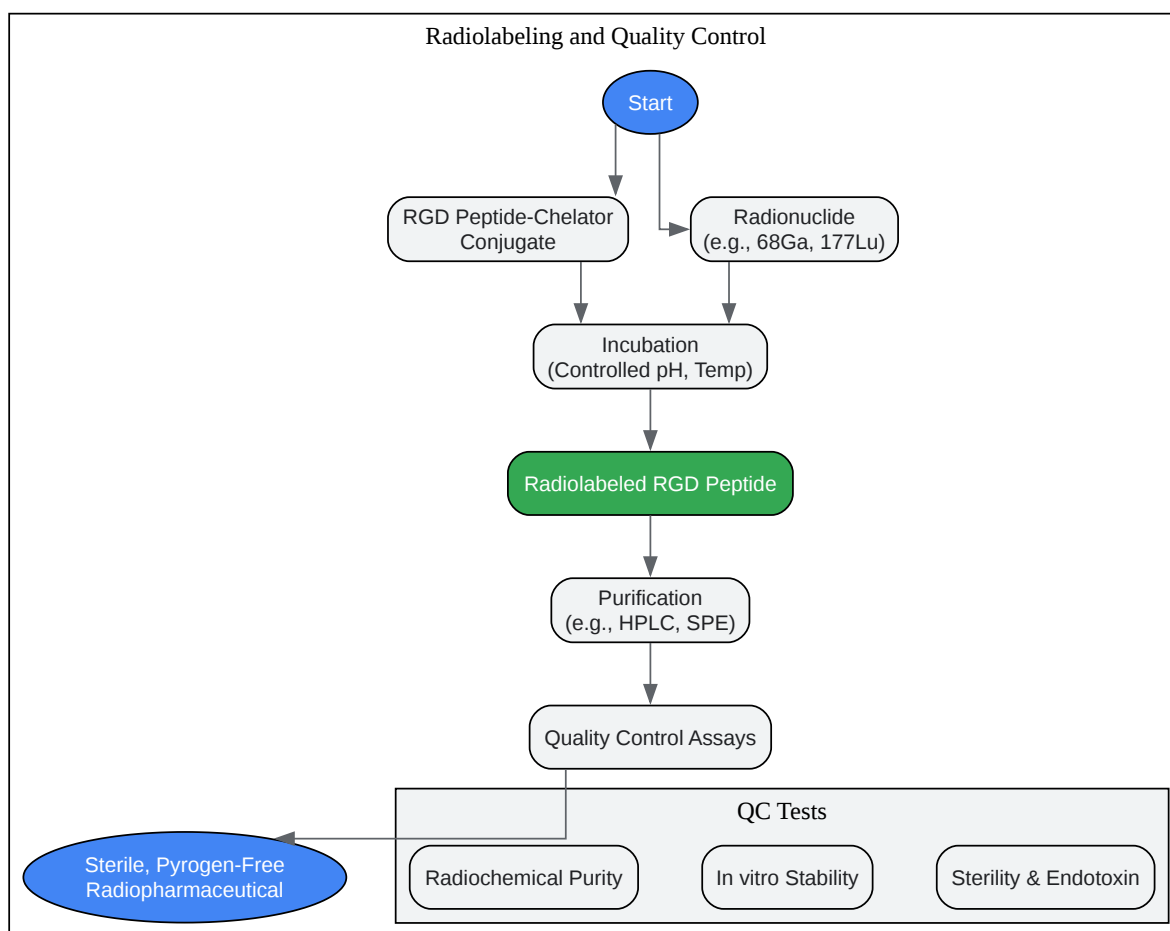 Radiolabeling and Quality Control
Start
RGD Peptide-Chelator
Conjugate
Radionuclide
(e.g., 68Ga, 177Lu)
Incubation
(Controlled pH, Temp)
Radiolabeled RGD Peptide
Purification
(e.g., HPLC, SPE)
Quality Control Assays
QC Tests
Sterile, Pyrogen-Free
Radiopharmaceutical
Radiochemical Purity
In vitro Stability
Sterility & Endotoxin